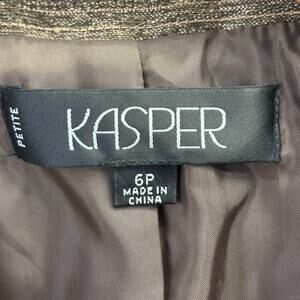 PETITE
KASPER
6P
MADE IN
CHINA